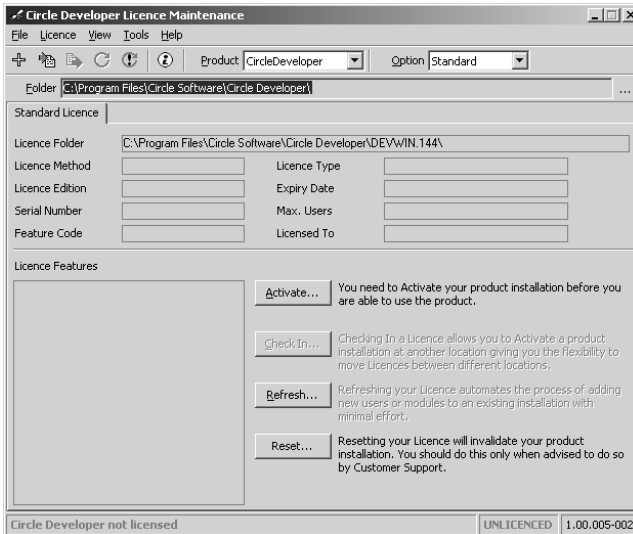 Circle Developer Licence Maintenance
File Licence View Tools Help
Product CircleDeveloper Option Standard
Folder C:\Program Files\Circle Software\Circle Developer\ ...
Standard Licence
Licence Folder C:\Program Files\Circle Software\Circle Developer\DEVWIN.144\
Licence Method Licence Type
Licence Edition Expiry Date
Serial Number Max. Users
Feature Code Licensed To
Licence Features
Activate... You need to Activate your product installation before you
are able to use the product.
Check In... Checking In a Licence allows you to Activate a product
installation at another location giving you the flexibility to
move Licences between different locations.
Refresh... Refreshing your Licence automates the process of adding
new users or modules to an existing installation with
minimal effort.
Reset... Resetting your Licence will invalidate your product
installation. You should do this only when advised to do so
by Customer Support.
Circle Developer not licensed UNLICENCED 1.00.005-002